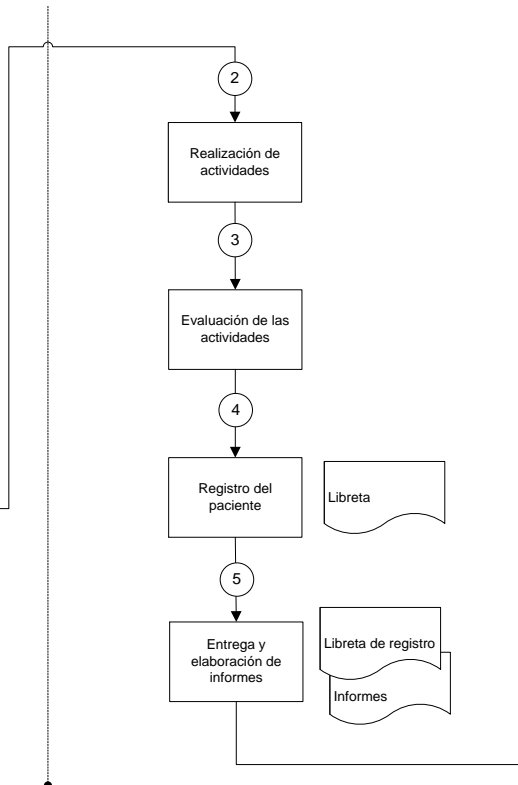 2
Realización de
actividades
3
Evaluación de las
actividades
4
Registro del
paciente
Libreta
5
Entrega y
elaboración de
informes
Libreta de registro
Informes